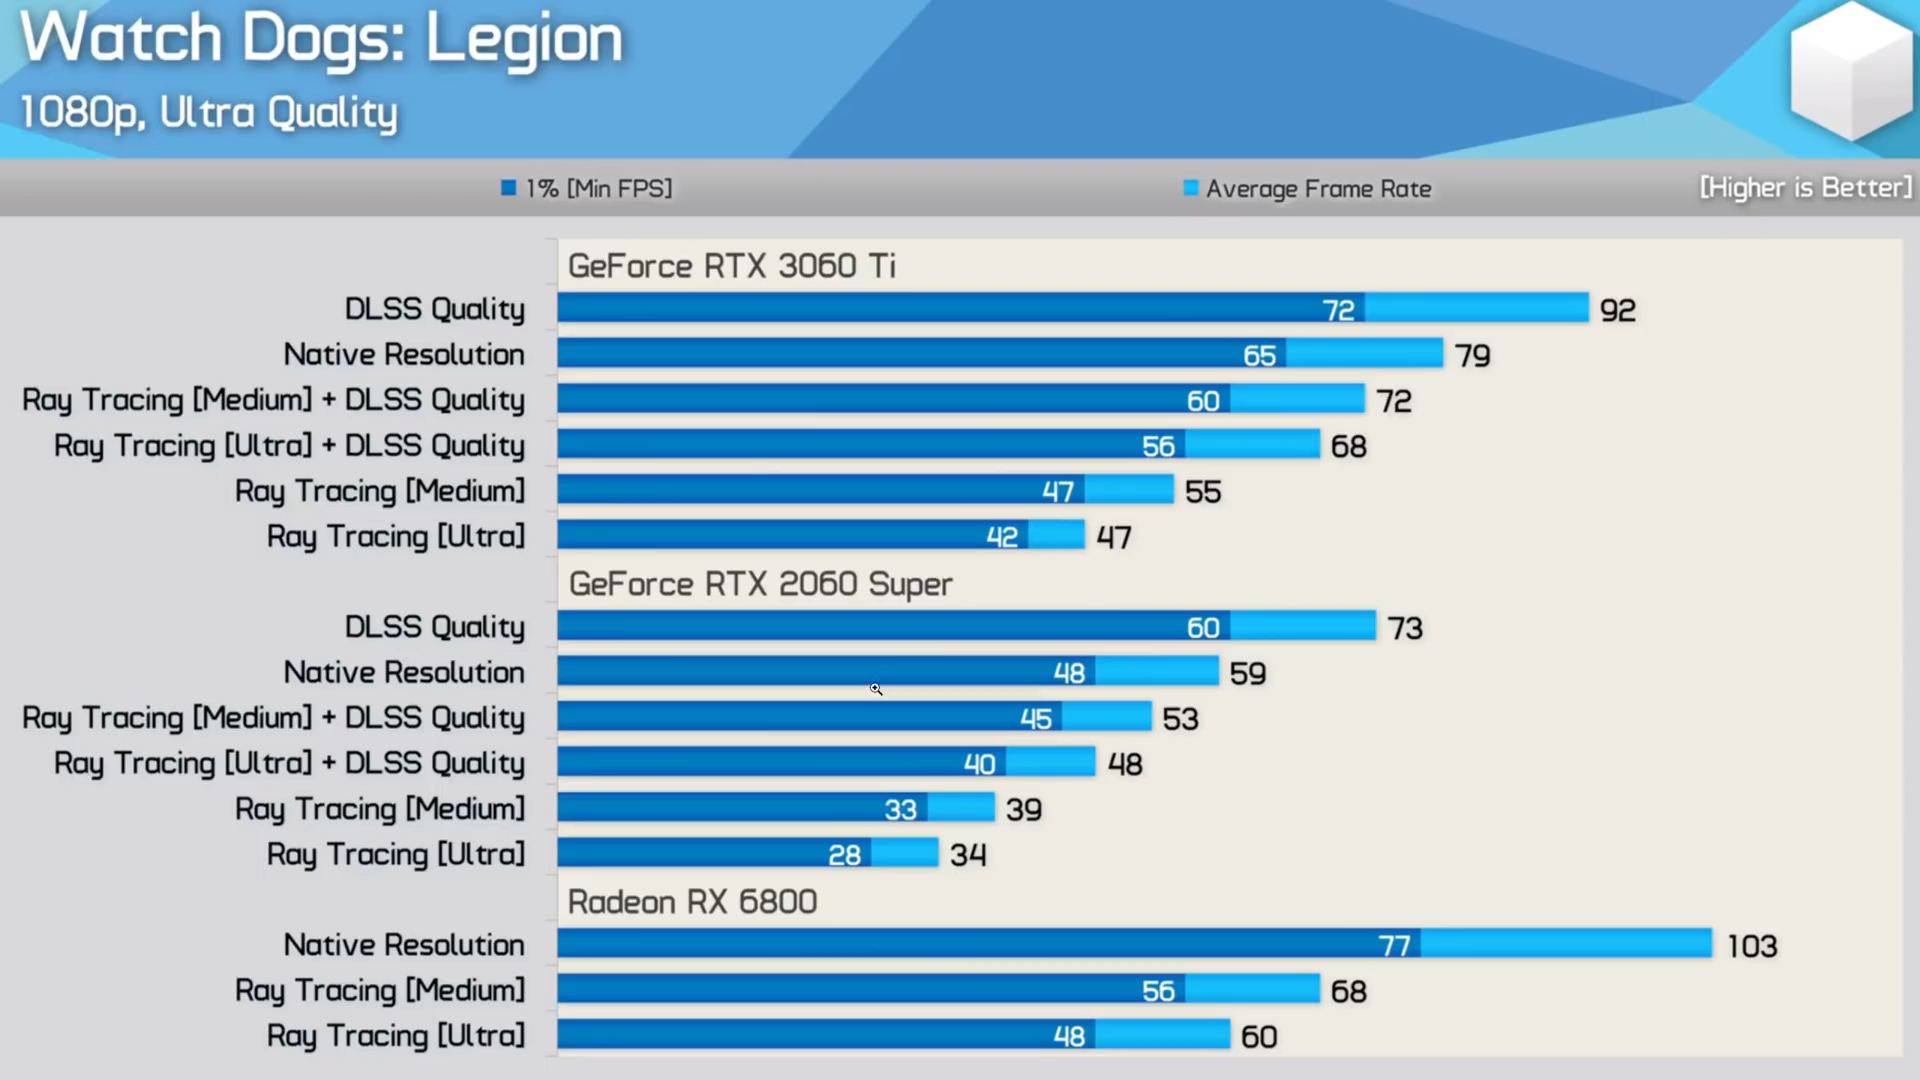 Watch Dogs: Legion
1080p, Ultra Quality
1% [Min FPS] Average Frame Rate [Higher is Better]
GeForce RTX 3060 Ti
DLSS Quality 72 92
Native Resolution 65 79
Ray Tracing [Medium] + DLSS Quality 60 72
Ray Tracing [Ultra] + DLSS Quality 56 68
Ray Tracing [Medium] 47 55
Ray Tracing [Ultra] 42 47
GeForce RTX 2060 Super
DLSS Quality 60 73
Native Resolution 48 59
Ray Tracing [Medium] + DLSS Quality 45 53
Ray Tracing [Ultra] + DLSS Quality 40 48
Ray Tracing [Medium] 33 39
Ray Tracing [Ultra] 28 34
Radeon RX 6800
Native Resolution 77 103
Ray Tracing [Medium] 56 68
Ray Tracing [Ultra] 48 60